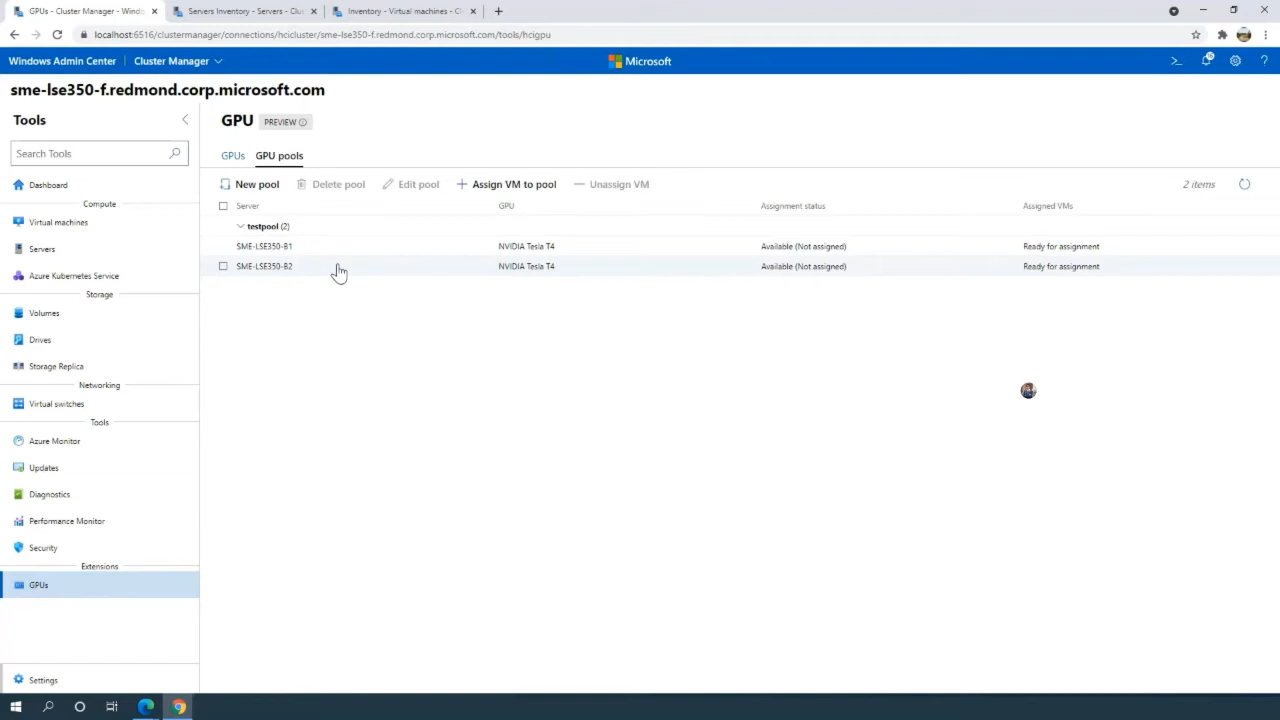 GPUs - Cluster Manager - Windo
Servers Inventory - Servers - Clu
Inventory - Virtual machines - C
localhost:6516/clustermanager/connections/hcicluster/sme-lse350-f.redmond.corp.microsoft.com/tools/hcigpu
Windows Admin Center
Cluster Manager
Microsoft
sme-lse350-f.redmond.corp.microsoft.com
Tools
Search Tools
Dashboard
Compute
Virtual machines
Servers
Azure Kubernetes Service
Storage
Volumes
Drives
Storage Replica
Networking
Virtual switches
Tools
Azure Monitor
Updates
Diagnostics
Performance Monitor
Security
Extensions
GPUs
Settings
GPU PREVIEW
GPUs GPU pools
New pool Delete pool Edit pool Assign VM to pool Unassign VM 2 items
Server GPU Assignment status Assigned VMs
testpool (2)
SME-LSE350-B1 NVIDIA Tesla T4 Available (Not assigned) Ready for assignment
SME-LSE350-B2 NVIDIA Tesla T4 Available (Not assigned) Ready for assignment